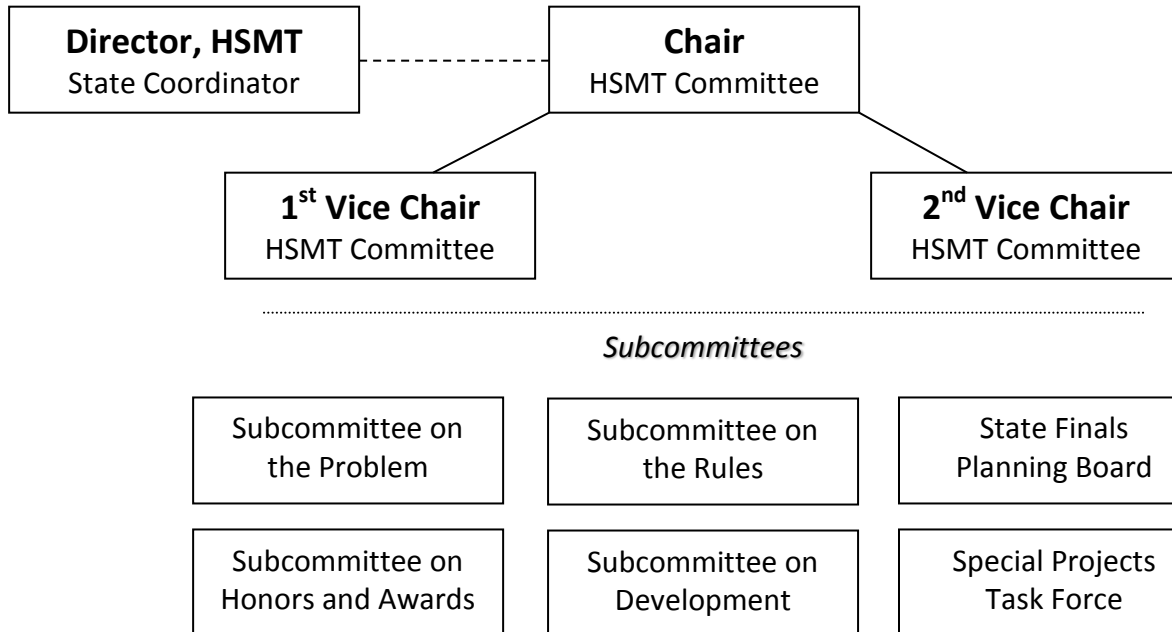 Director, HSMT
State Coordinator
Chair
HSMT Committee
1st Vice Chair
HSMT Committee
2nd Vice Chair
HSMT Committee
Subcommittees
Subcommittee on
the Problem
Subcommittee on
the Rules
State Finals
Planning Board
Subcommittee on
Honors and Awards
Subcommittee on
Development
Special Projects
Task Force